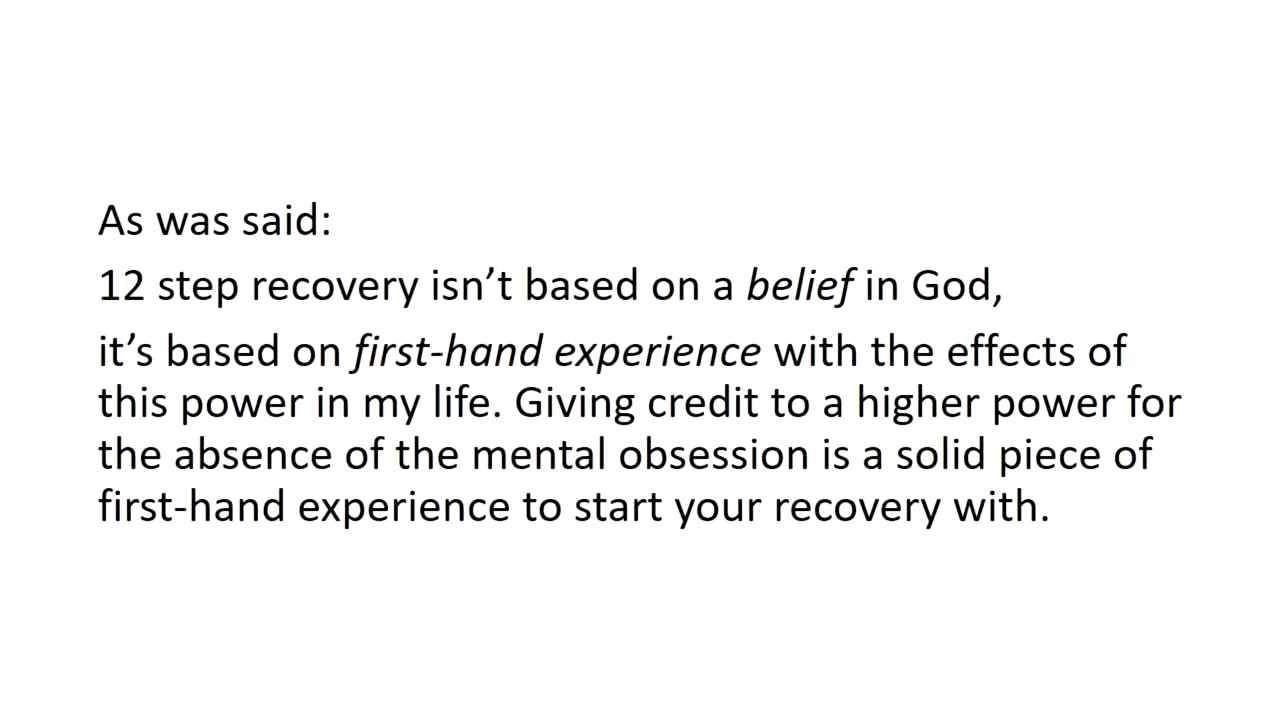 As was said:
12 step recovery isn’t based on a belief in God,
it’s based on first-hand experience with the effects of
this power in my life. Giving credit to a higher power for
the absence of the mental obsession is a solid piece of
first-hand experience to start your recovery with.